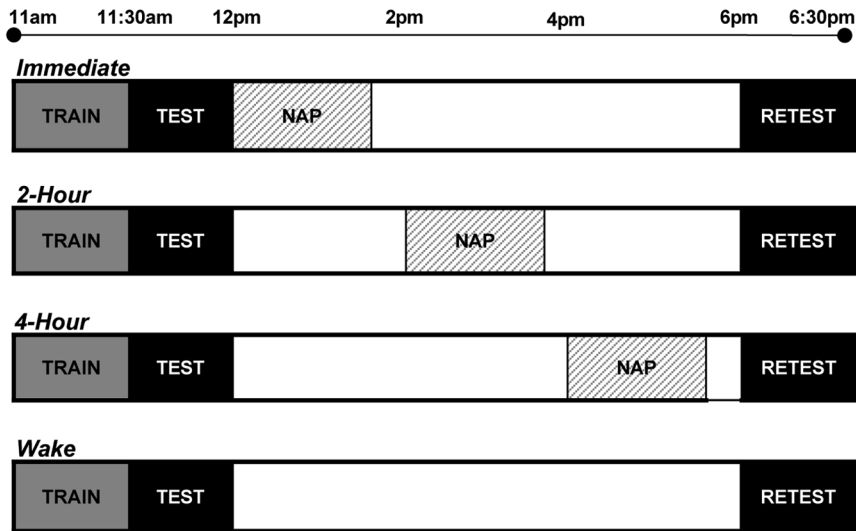 11am 11:30am 12pm 2pm 4pm 6pm 6:30pm
Immediate
TRAIN TEST NAP RETEST
2-Hour
TRAIN TEST NAP RETEST
4-Hour
TRAIN TEST NAP RETEST
Wake
TRAIN TEST RETEST